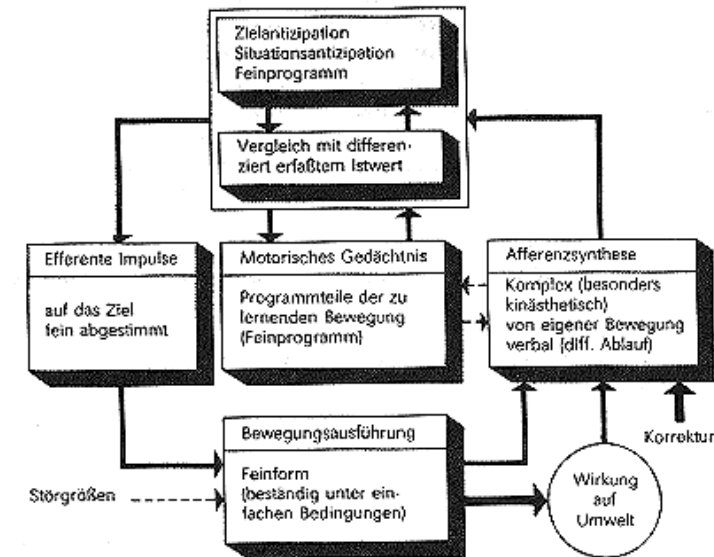 Zielantizipation
Situationsantizipation
Feinprogramm
Vergleich mit differen-
ziert erfaßtem Istwert
Efferente Impulse
auf das Ziel
fein abgestimmt
Motorisches Gedächtnis
Programmteile der zu
lernenden Bewegung
(Feinprogramm)
Afferenzsynthese
Komplex (besonders
kinästhetisch)
von eigener Bewegung
verbal (diff. Ablauf)
Korrektur
Bewegungsausführung
Feinform
(beständig unter ein-
fachen Bedingungen)
Störgrößen
Wirkung
auf
Umwelt